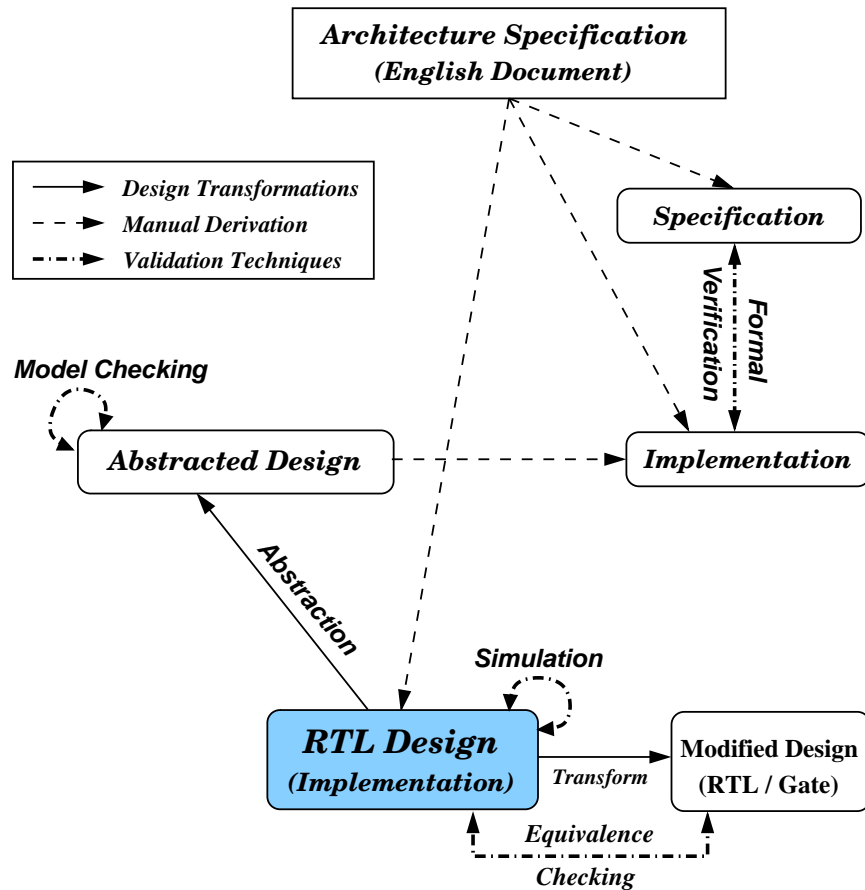 Architecture Specification
(English Document)
Design Transformations
Manual Derivation
Validation Techniques
Specification
Formal
Verification
Model Checking
Abstracted Design
Implementation
Abstraction
Simulation
RTL Design
(Implementation)
Transform
Modified Design
(RTL / Gate)
Equivalence
Checking